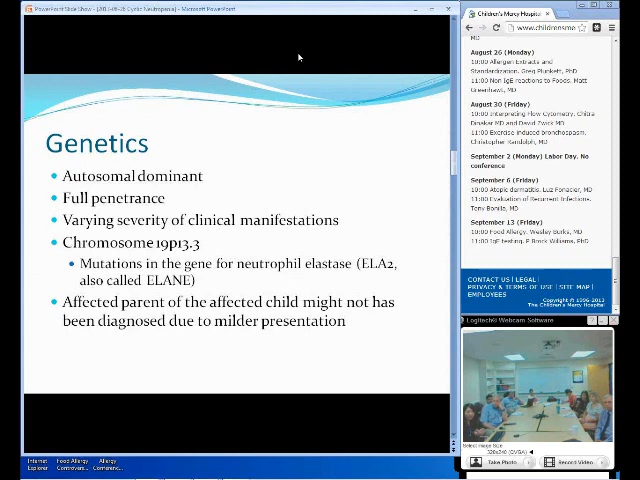 PowerPoint Slide Show - [2013-08-26 Cyclic Neutropenia] - Microsoft PowerPoint
Genetics
Autosomal dominant
Full penetrance
Varying severity of clinical manifestations
Chromosome 19p13.3
Mutations in the gene for neutrophil elastase (ELA2,
also called ELANE)
Affected parent of the affected child might not has
been diagnosed due to milder presentation
Internet
Explorer
Food Allergy
Controvers...
Allergy
Conferenc...
Children's Mercy Hospital
www.childrensme
MD
August 26 (Monday)
10:00 Allergen Extracts and
Standardization. Greg Plunkett, PhD
11:00 Non IgE reactions to Foods. Matt
Greenhawt, MD
August 30 (Friday)
10:00 Interpreting Flow Cytometry. Chitra
Dinakar MD and David Zwick MD
11:00 Exercise induced bronchospasm.
Christopher Randolph, MD
September 2 (Monday) Labor Day. No
conference
September 6 (Friday)
10:00 Atopic dermatitis. Luz Fonacier, MD
11:00 Evaluation of Recurrent Infections.
Tony Bonilla, MD
September 13 (Friday)
10:00 Food Allergy. Wesley Burks, MD
11:00 IgE testing. P Brock Williams, PhD
CONTACT US | LEGAL |
PRIVACY & TERMS OF USE | SITE MAP |
EMPLOYEES
Copyright © 1996-2013
The Children's Mercy Hospital
Logitech® Webcam Software
Select Image Size
320x240 (QVGA)
Take Photo
Record Video